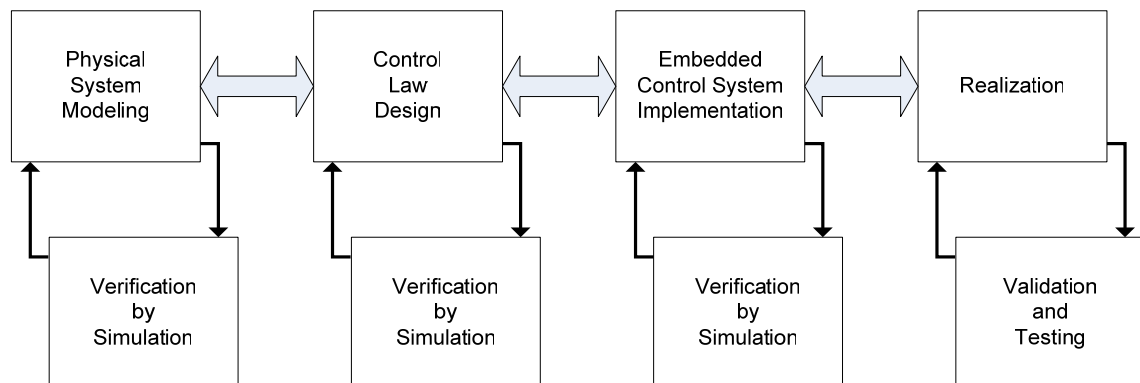 Physical
System
Modeling
Control
Law
Design
Embedded
Control System
Implementation
Realization
Verification
by
Simulation
Verification
by
Simulation
Verification
by
Simulation
Validation
and
Testing